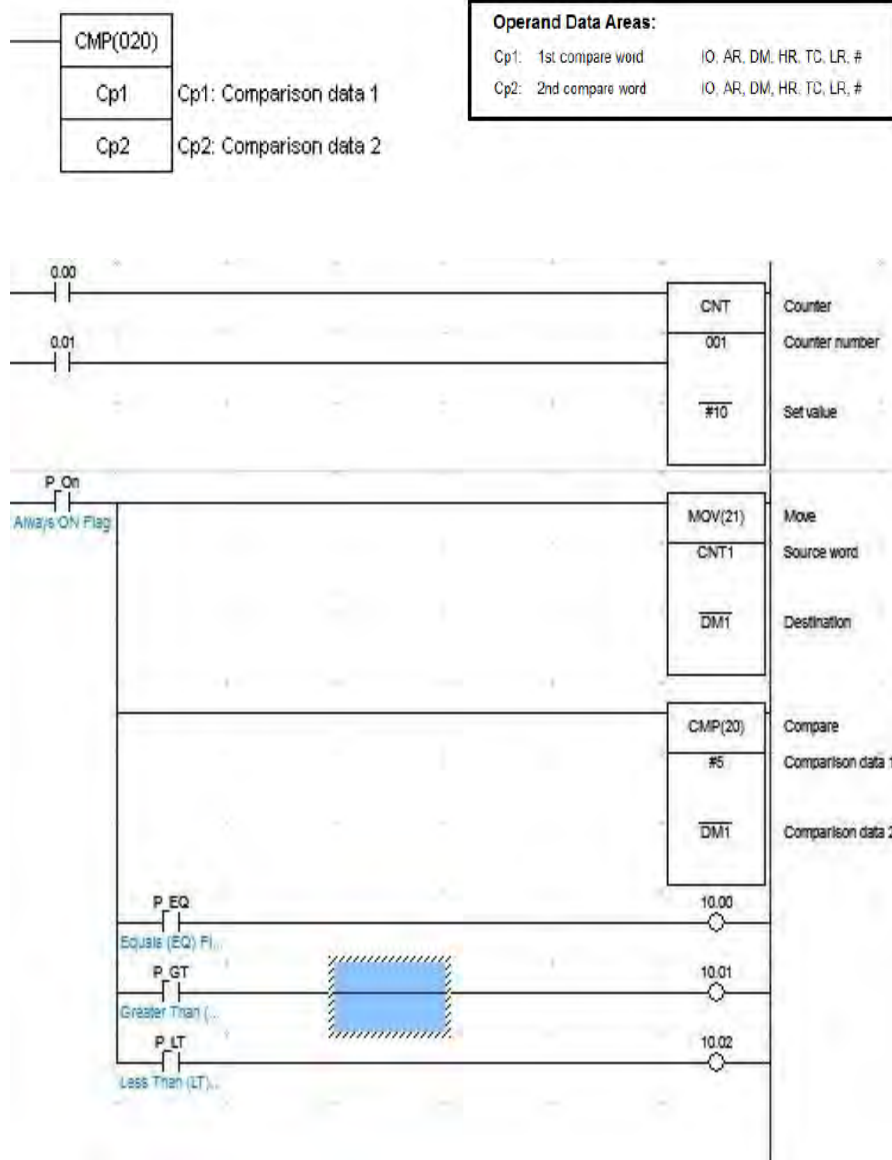 CMP(020)
Cp1 Cp1: Comparison data 1
Cp2 Cp2: Comparison data 2
Operand Data Areas:
Cp1: 1st compare word IO, AR, DM, HR, TC, LR, #
Cp2: 2nd compare word IO, AR, DM, HR, TC, LR, #
0.00
CNT Counter
0.01
001 Counter number
#10 Set value
P_On
Always ON Flag
MOV(21) Move
CNT1 Source word
DM1 Destination
CMP(20) Compare
#5 Comparison data 1
DM1 Comparison data 2
P_EQ 10.00
Equals (EQ) Fl...
P_GT 10.01
Greater Than (...
P_LT 10.02
Less Than (LT)...